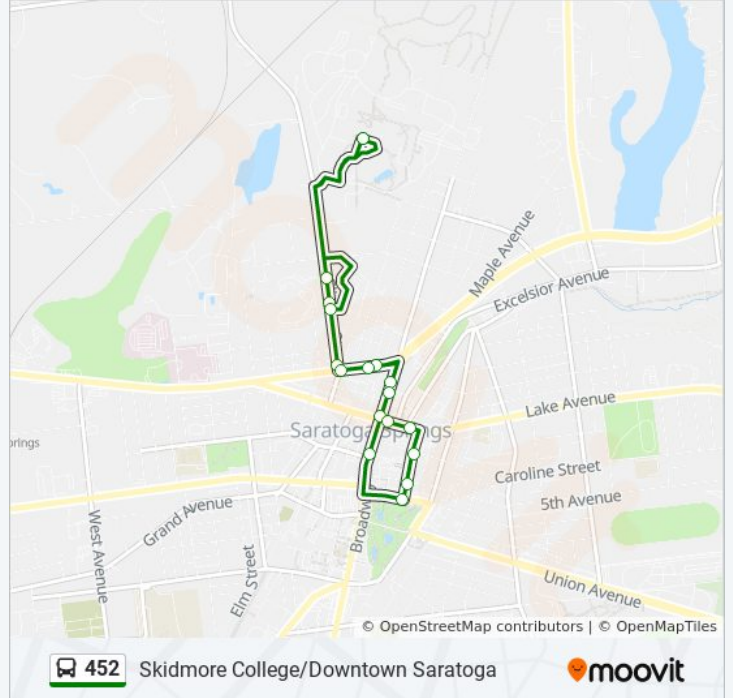 Maple Avenue
Excelsior Avenue
Lake Avenue
Saratoga Springs
prings
Caroline Street
5th Avenue
Grand Avenue
West Avenue
Broadw
Elm Street
Union Avenue
© OpenStreetMap contributors | © OpenMapTiles
452 Skidmore College/Downtown Saratoga
moovit